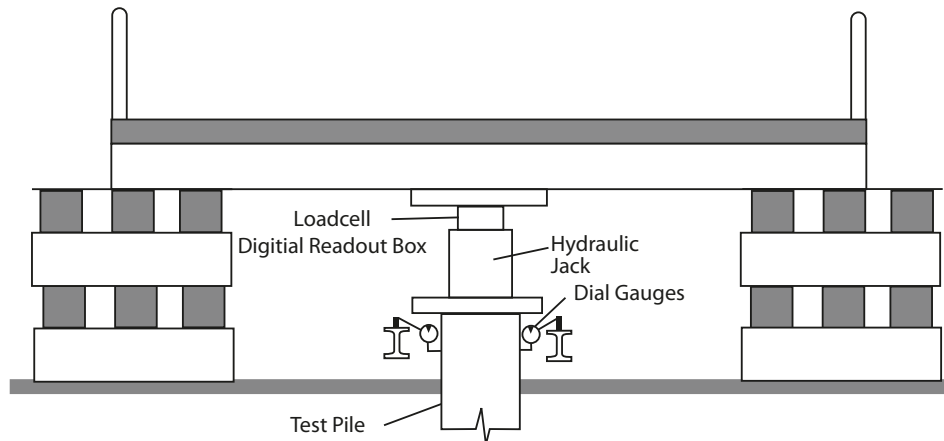 Loadcell
Digitial Readout Box
Hydraulic
Jack
Dial Gauges
Test Pile